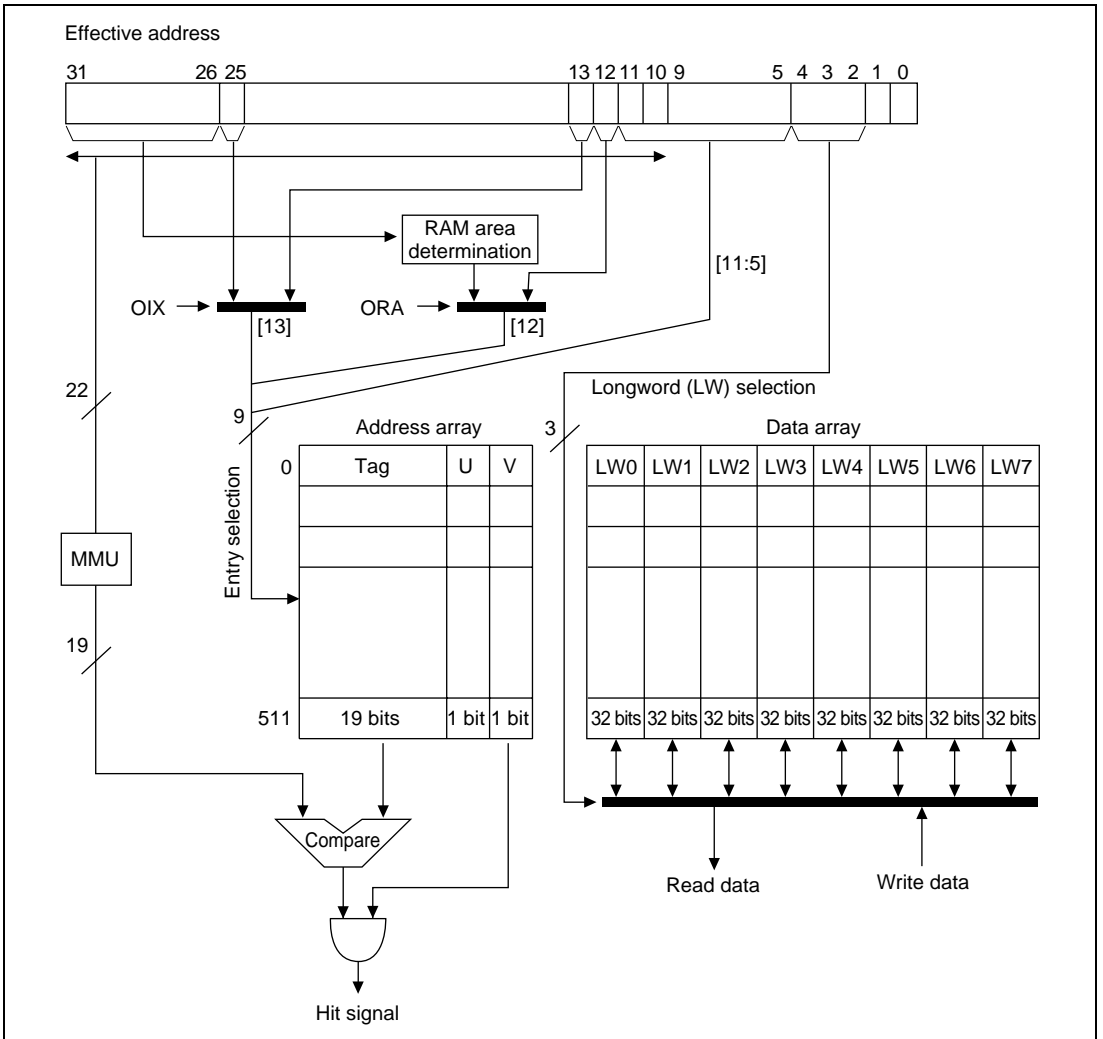 Effective address
31 26 25 13 12 11 10 9 5 4 3 2 1 0
RAM area
determination
[11:5]
OIX
ORA
[13]
[12]
22
Longword (LW) selection
9
3
Address array
Data array
Entry selection
0 Tag U V
LW0 LW1 LW2 LW3 LW4 LW5 LW6 LW7
MMU
19
511 19 bits 1 bit 1 bit
32 bits 32 bits 32 bits 32 bits 32 bits 32 bits 32 bits 32 bits
Compare
Read data
Write data
Hit signal